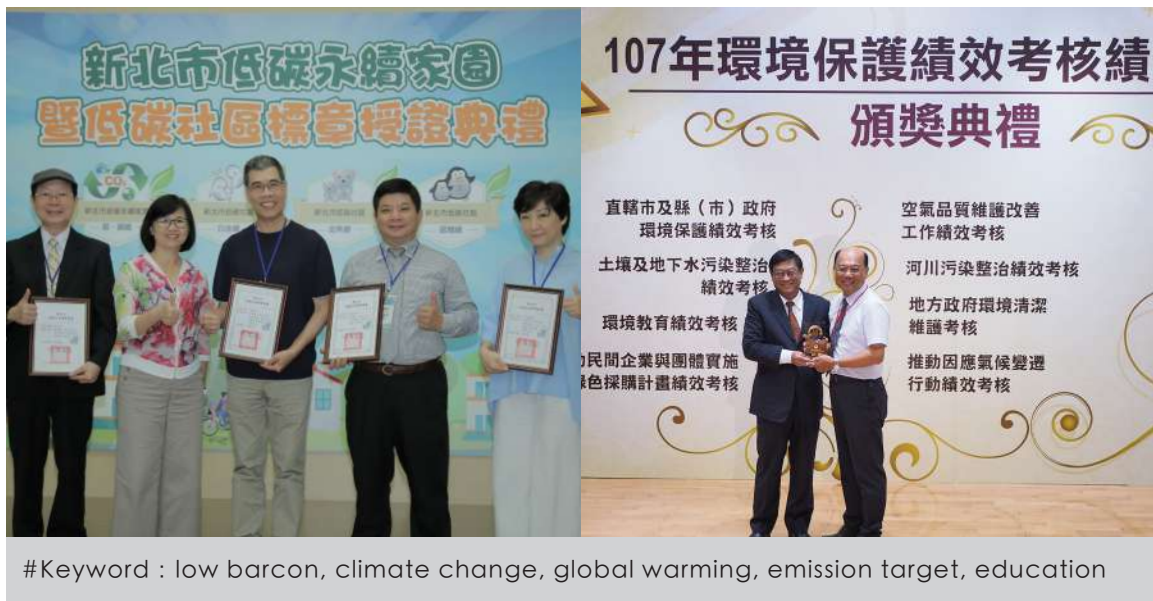 新北市低碳永續家園
暨低碳社區標章授證典禮
CO₂
107年環境保護績效考核績
頒獎典禮
直轄市及縣（市）政府
環境保護績效考核
土壤及地下水污染整治
績效考核
環境教育績效考核
民間企業與團體實施
綠色採購計畫績效考核
空氣品質維護改善
工作績效考核
河川污染整治績效考核
地方政府環境清潔
維護考核
推動因應氣候變遷
行動績效考核
#Keyword : low barcon, climate change, global warming, emission target, education